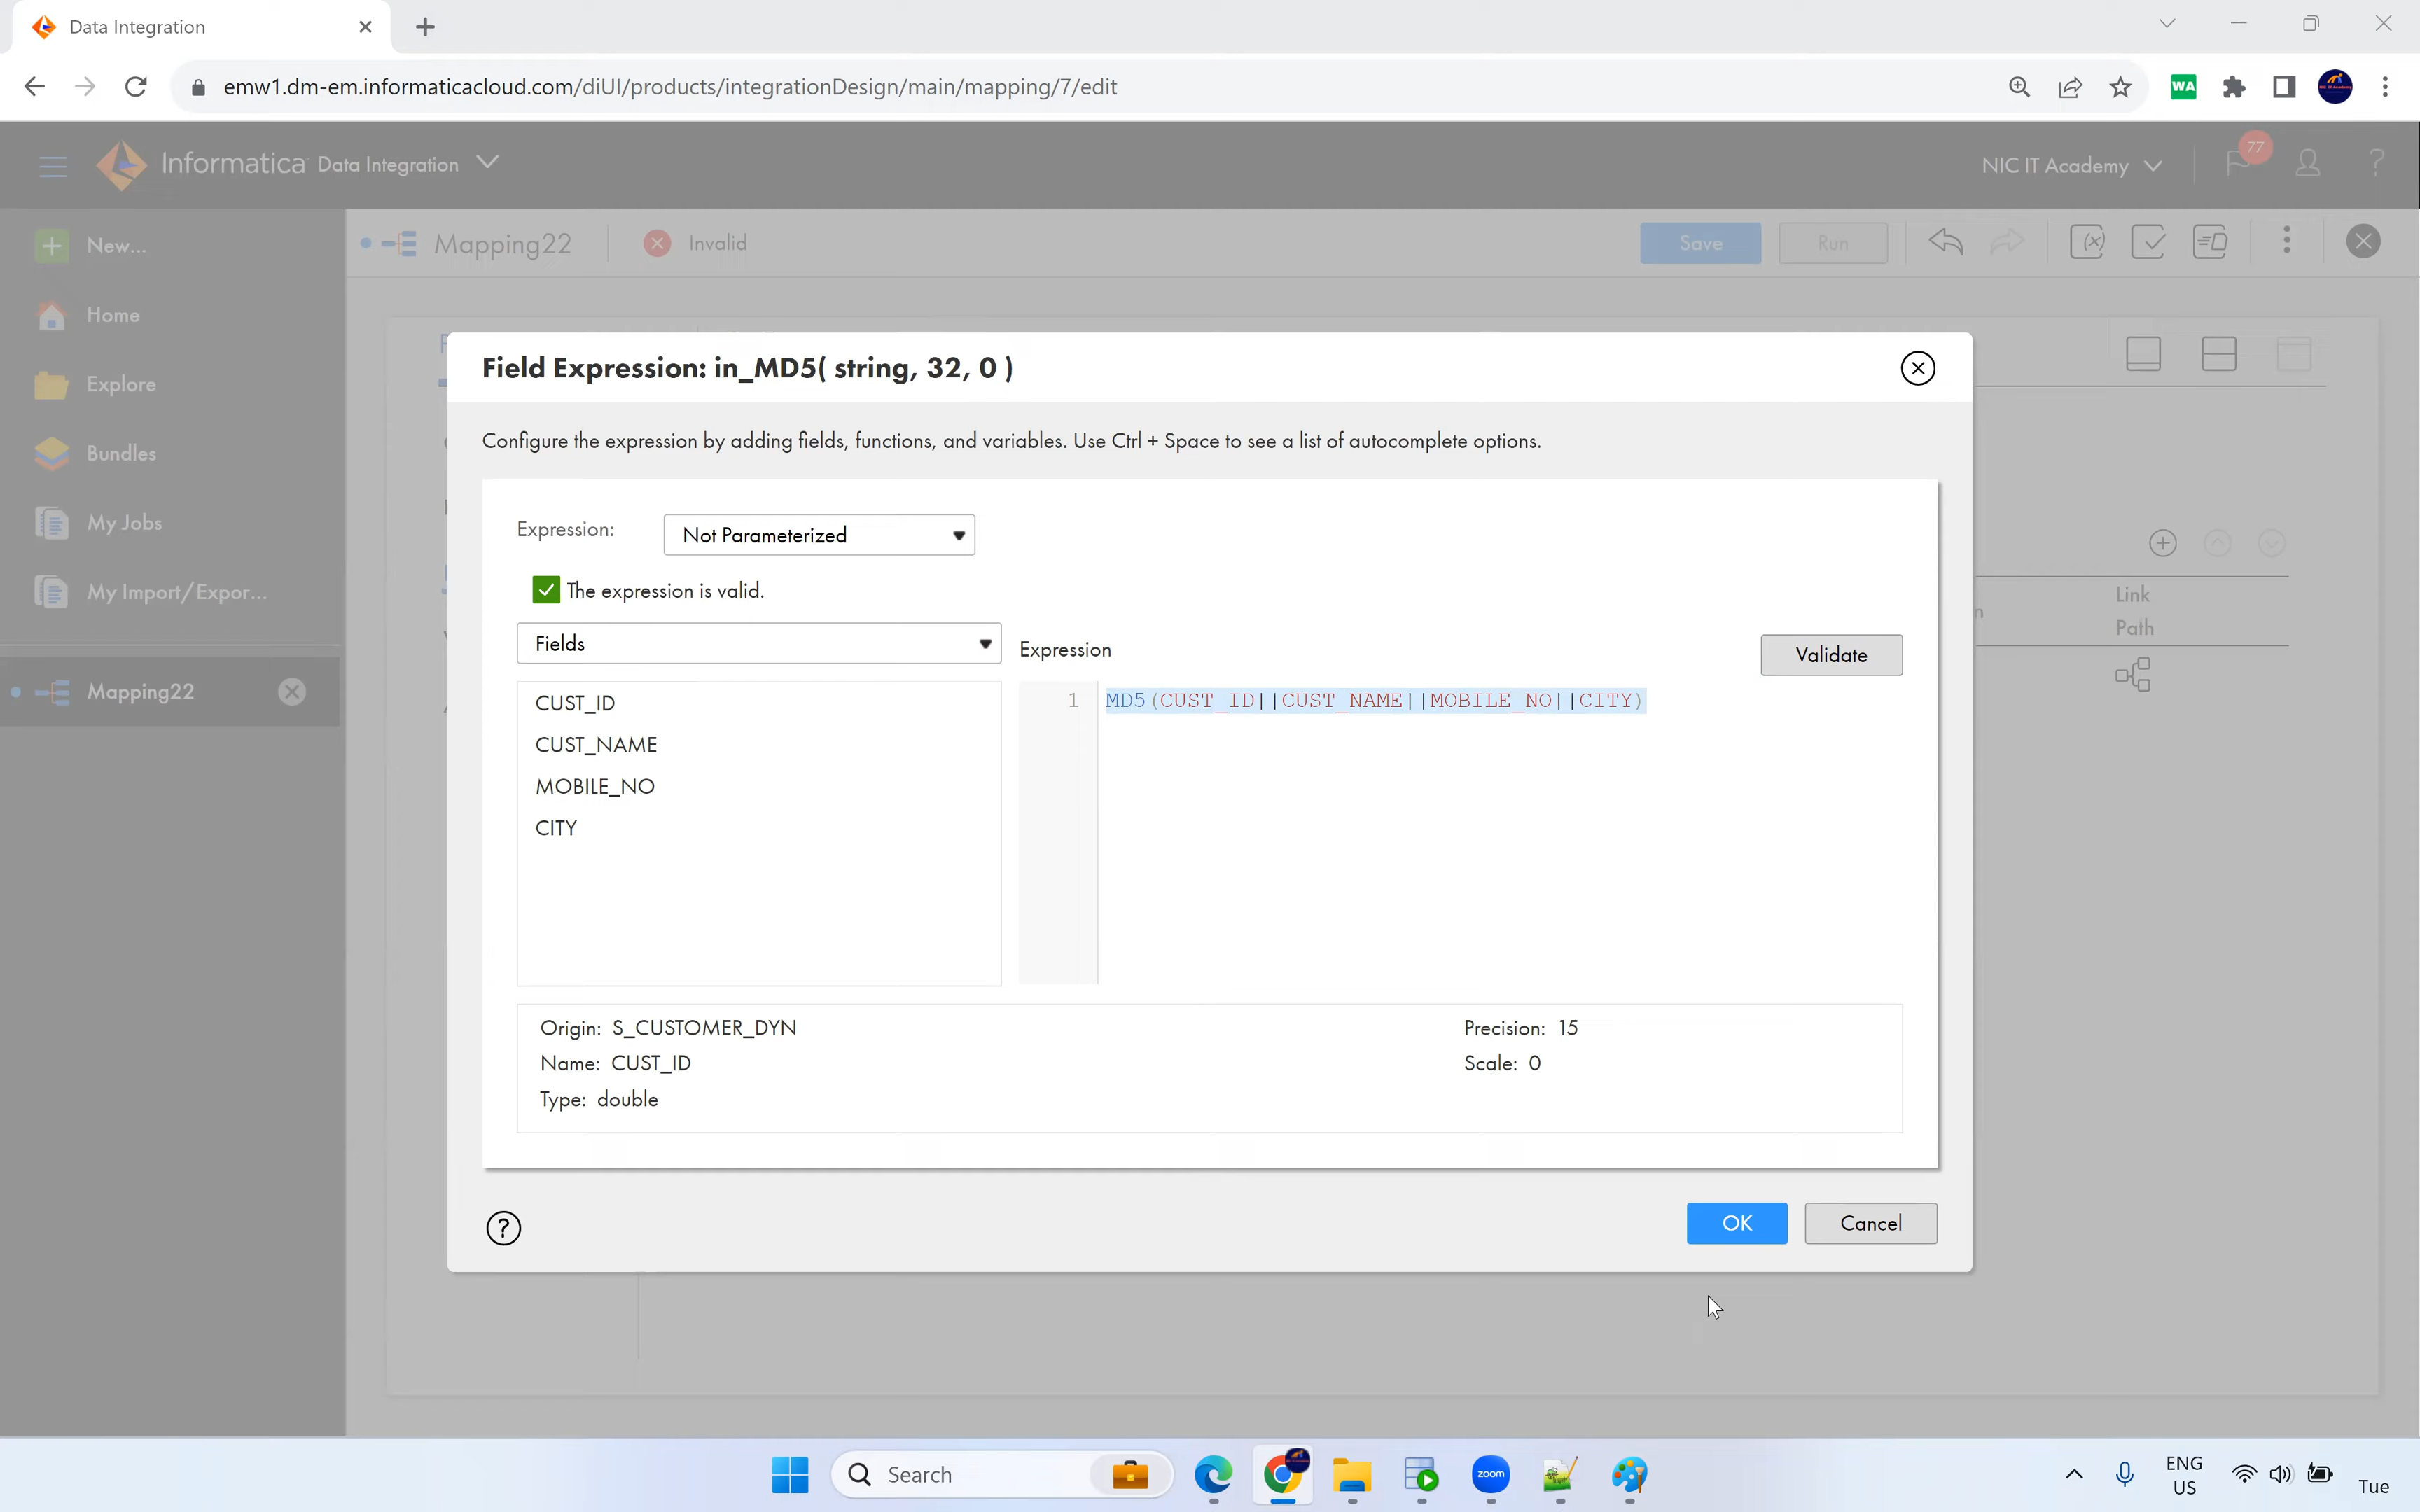 Data Integration
emw1.dm-em.informaticacloud.com/diUI/products/integrationDesign/main/mapping/7/edit
WA
Informatica Data Integration
NIC IT Academy
77
?
New...
Mapping22
Invalid
Save
Run
Home
Explore
Bundles
My Jobs
My Import/Expor...
Mapping22
Field Expression: in_MD5( string, 32, 0 )
Configure the expression by adding fields, functions, and variables. Use Ctrl + Space to see a list of autocomplete options.
Expression:
Not Parameterized
The expression is valid.
Fields
Expression
Validate
Link
Path
CUST_ID
CUST_NAME
MOBILE_NO
CITY
1
MD5(CUST_ID||CUST_NAME||MOBILE_NO||CITY)
Origin: S_CUSTOMER_DYN
Precision: 15
Name: CUST_ID
Scale: 0
Type: double
?
OK
Cancel
Search
zoom
ENG
US
Tue